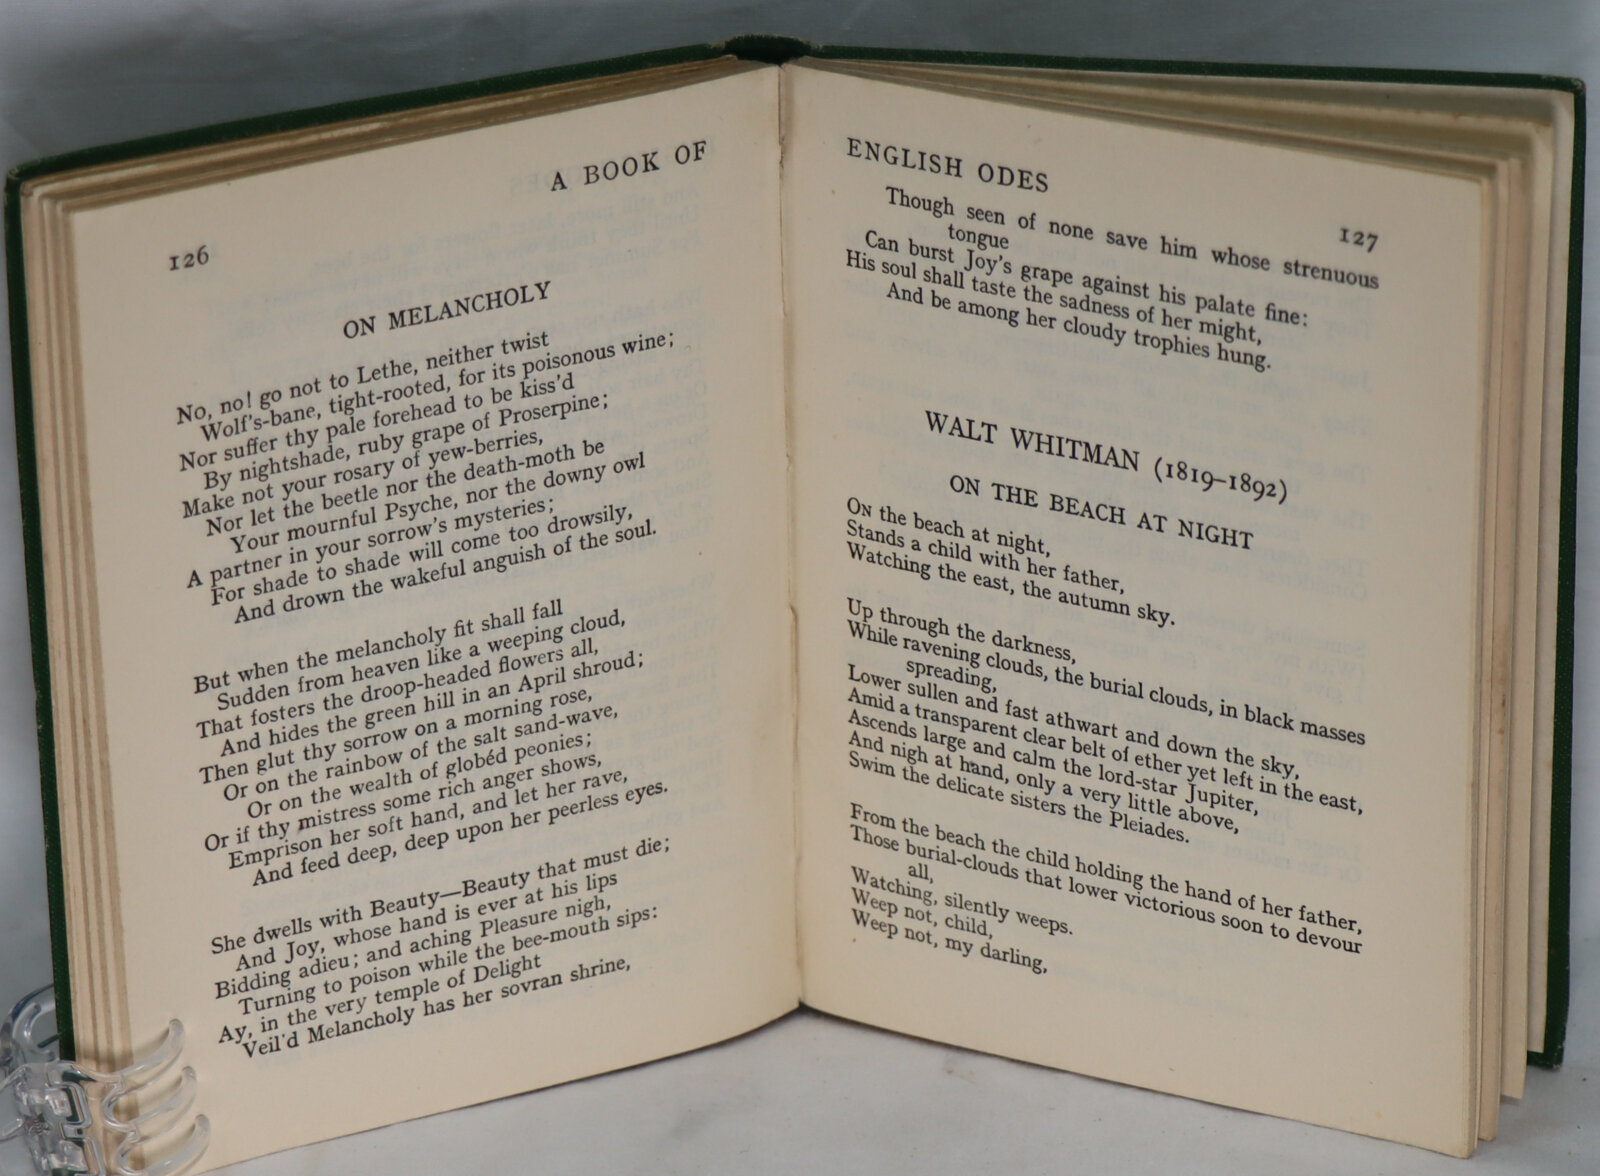 126
A BOOK OF
ON MELANCHOLY
No, no! go not to Lethe, neither twist
Wolf's-bane, tight-rooted, for its poisonous wine;
Nor suffer thy pale forehead to be kiss'd
By nightshade, ruby grape of Proserpine;
Make not your rosary of yew-berries,
Nor let the beetle nor the death-moth be
Your mournful Psyche, nor the downy owl
A partner in your sorrow's mysteries;
For shade to shade will come too drowsily,
And drown the wakeful anguish of the soul.
But when the melancholy fit shall fall
Sudden from heaven like a weeping cloud,
That fosters the droop-headed flowers all,
And hides the green hill in an April shroud;
Then glut thy sorrow on a morning rose,
Or on the rainbow of the salt sand-wave,
Or on the wealth of globéd peonies;
Or if thy mistress some rich anger shows,
Emprison her soft hand, and let her rave,
And feed deep, deep upon her peerless eyes.
She dwells with Beauty—Beauty that must die;
And Joy, whose hand is ever at his lips
Bidding adieu; and aching Pleasure nigh,
Turning to poison while the bee-mouth sips:
Ay, in the very temple of Delight
Veil'd Melancholy has her sovran shrine,
ENGLISH ODES
127
Though seen of none save him whose strenuous
tongue
Can burst Joy's grape against his palate fine:
His soul shall taste the sadness of her might,
And be among her cloudy trophies hung.
WALT WHITMAN (1819–1892)
ON THE BEACH AT NIGHT
ON the beach at night,
Stands a child with her father,
Watching the east, the autumn sky.
Up through the darkness,
While ravening clouds, the burial clouds, in black masses
spreading,
Lower sullen and fast athwart and down the sky,
Amid a transparent clear belt of ether yet left in the east,
Ascends large and calm the lord-star Jupiter,
And nigh at hand, only a very little above,
Swim the delicate sisters the Pleiades.
From the beach the child holding the hand of her father,
Those burial-clouds that lower victorious soon to devour
all,
Watching, silently weeps.
Weep not, child,
Weep not, my darling,